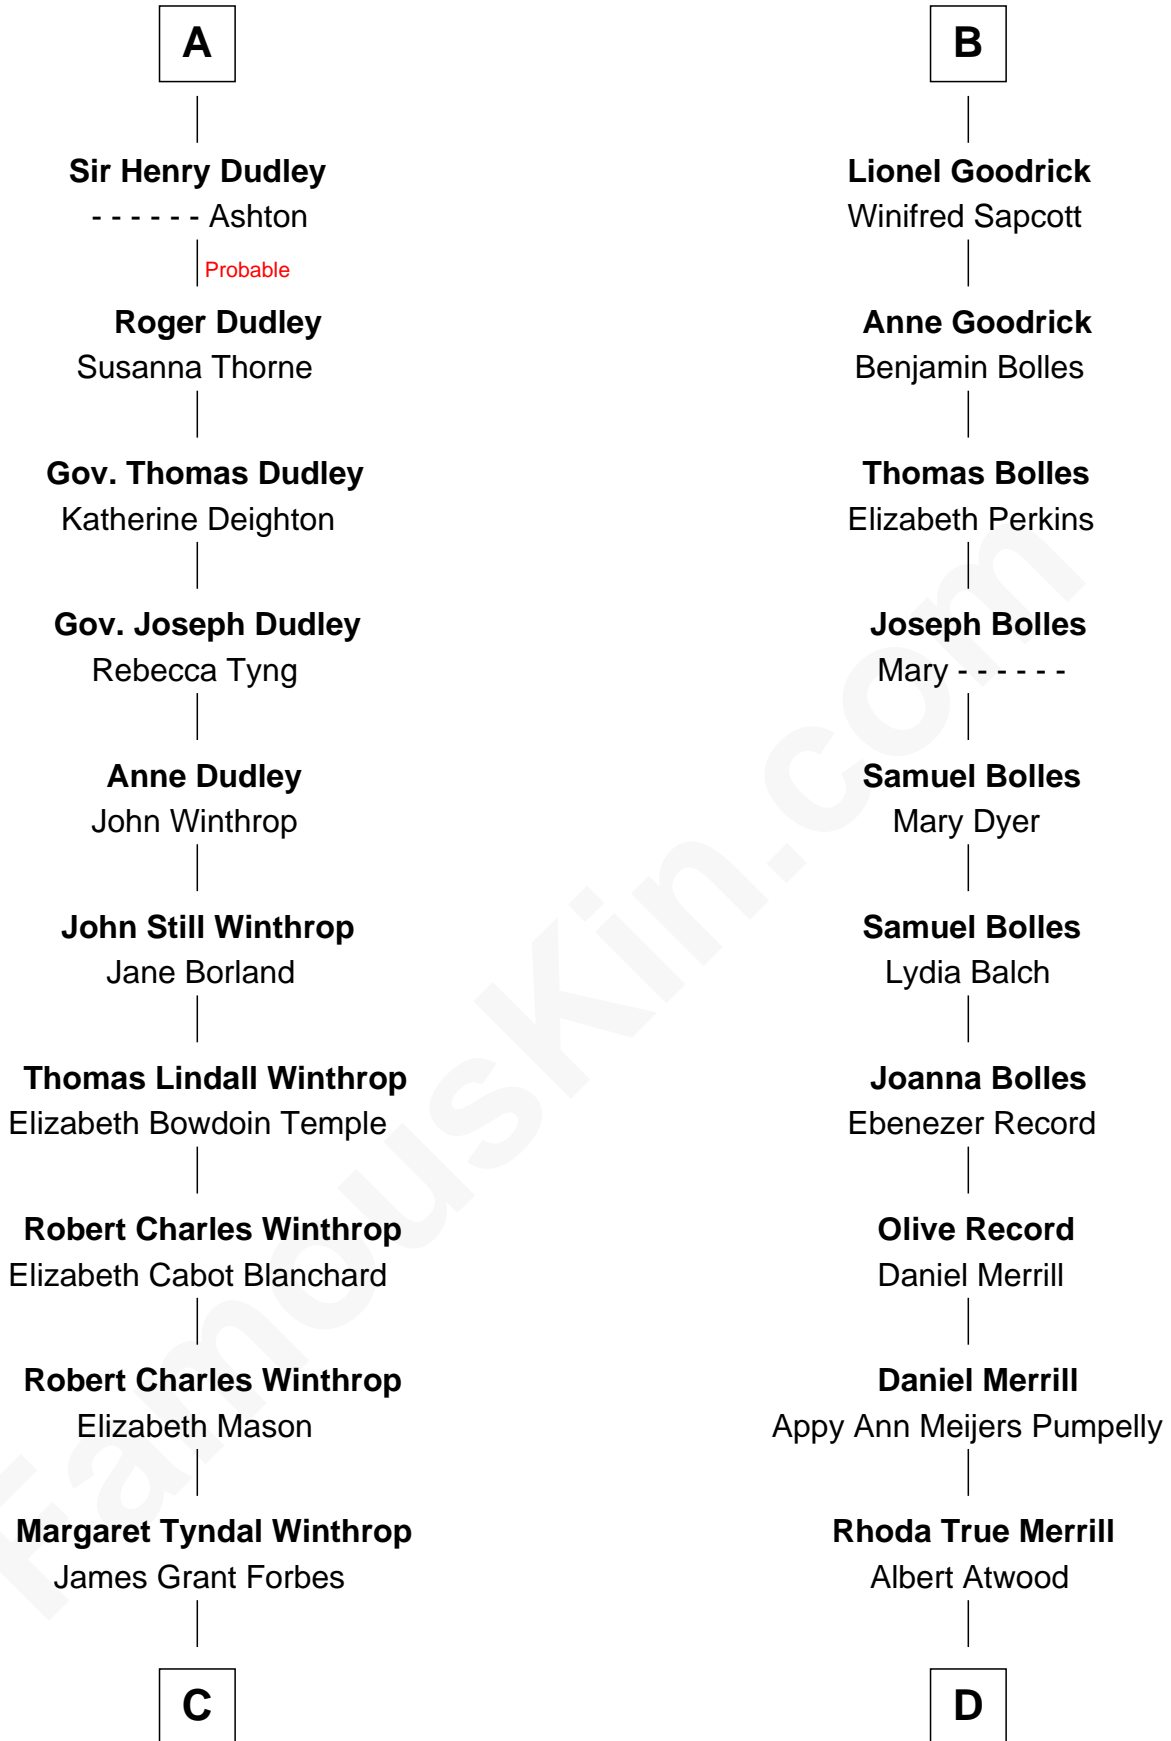 A
Sir Henry Dudley
- - - - - - Ashton
Probable
Roger Dudley
Susanna Thorne
Gov. Thomas Dudley
Katherine Deighton
Gov. Joseph Dudley
Rebecca Tyng
Anne Dudley
John Winthrop
John Still Winthrop
Jane Borland
Thomas Lindall Winthrop
Elizabeth Bowdoin Temple
Robert Charles Winthrop
Elizabeth Cabot Blanchard
Robert Charles Winthrop
Elizabeth Mason
Margaret Tyndal Winthrop
James Grant Forbes
C
B
Lionel Goodrick
Winifred Sapcott
Anne Goodrick
Benjamin Bolles
Thomas Bolles
Elizabeth Perkins
Joseph Bolles
Mary - - - - - -
Samuel Bolles
Mary Dyer
Samuel Bolles
Lydia Balch
Joanna Bolles
Ebenezer Record
Olive Record
Daniel Merrill
Daniel Merrill
Appy Ann Meijers Pumpelly
Rhoda True Merrill
Albert Atwood
D
FamousKin.com